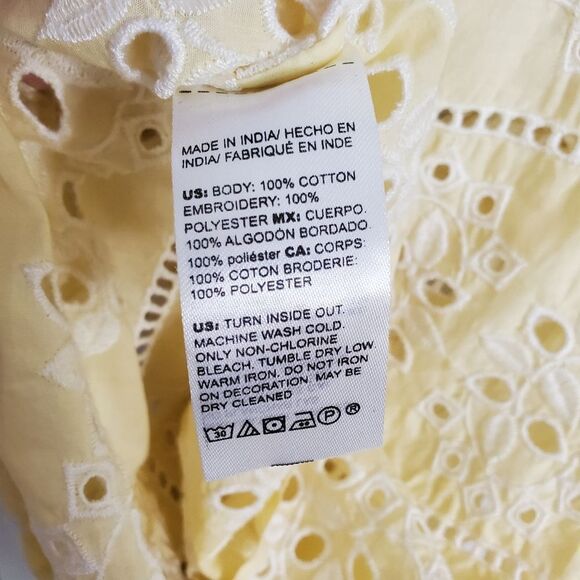 MADE IN INDIA/ HECHO EN
INDIA/ FABRIQUÉ EN INDE
US: BODY: 100% COTTON
EMBROIDERY: 100%
POLYESTER MX: CUERPO.
100% ALGODÓN BORDADO.
100% poliéster CA: CORPS:
100% COTON BRODERIE:
100% POLYESTER
US: TURN INSIDE OUT.
MACHINE WASH COLD.
ONLY NON-CHLORINE
BLEACH. TUMBLE DRY LOW.
WARM IRON. DO NOT IRON
ON DECORATION. MAY BE
DRY CLEANED
30 P ®